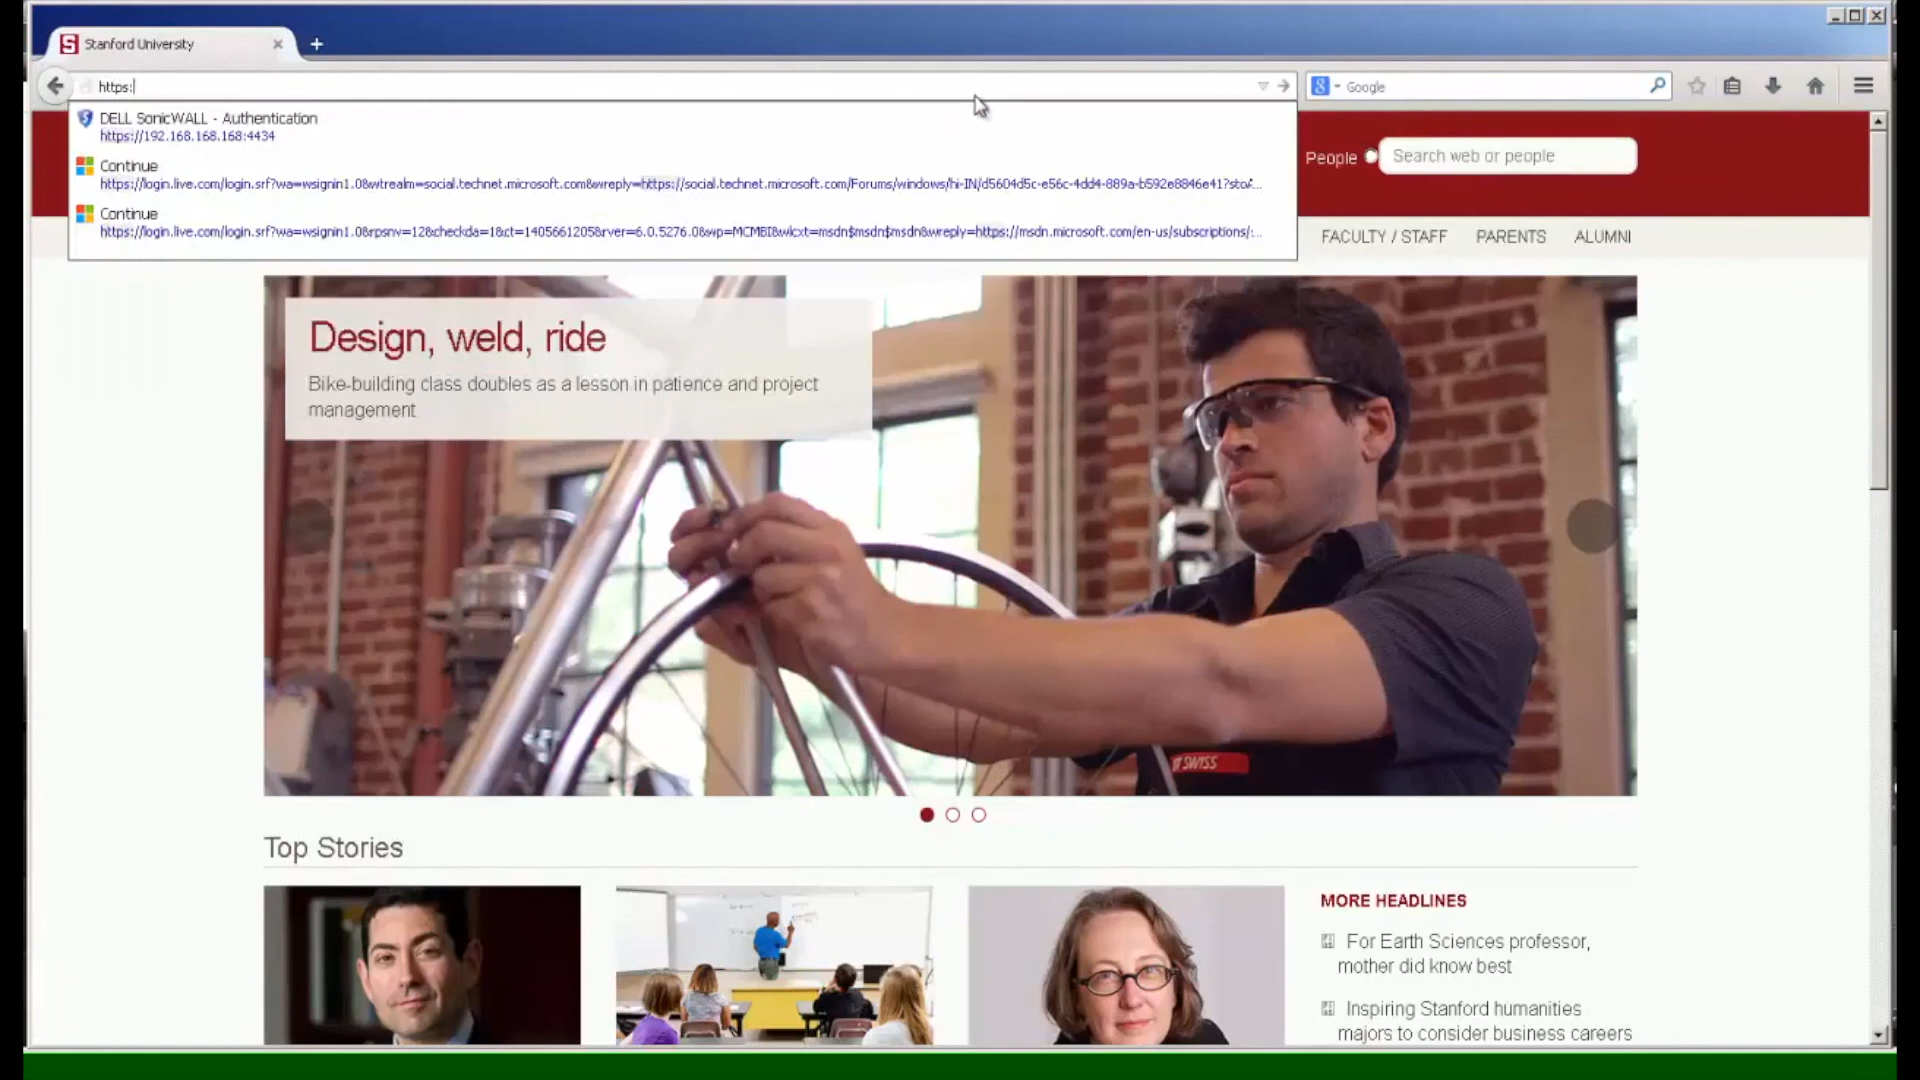 Stanford University
https:
Google
DELL SonicWALL - Authentication
https://192.168.168.168:4434
Continue
https://login.live.com/login.srf?wa=wsignin1.0&wtrealm=social.technet.microsoft.com&wreply=https://social.technet.microsoft.com/Forums/windows/hi-IN/d5604d5c-e56c-4dd4-889a-b592e8846e41?stoA...
Continue
https://login.live.com/login.srf?wa=wsignin1.0&rpsnv=12&checkda=1&ct=1405661205&rver=6.0.5276.0&wp=MCMBI&wlcxt=msdn$msdn$msdn&wreply=https://msdn.microsoft.com/en-us/subscriptions/:...
People
Search web or people
FACULTY / STAFF PARENTS ALUMNI
Design, weld, ride
Bike-building class doubles as a lesson in patience and project
management
SWISS
Top Stories
MORE HEADLINES
For Earth Sciences professor,
mother did know best
Inspiring Stanford humanities
majors to consider business careers